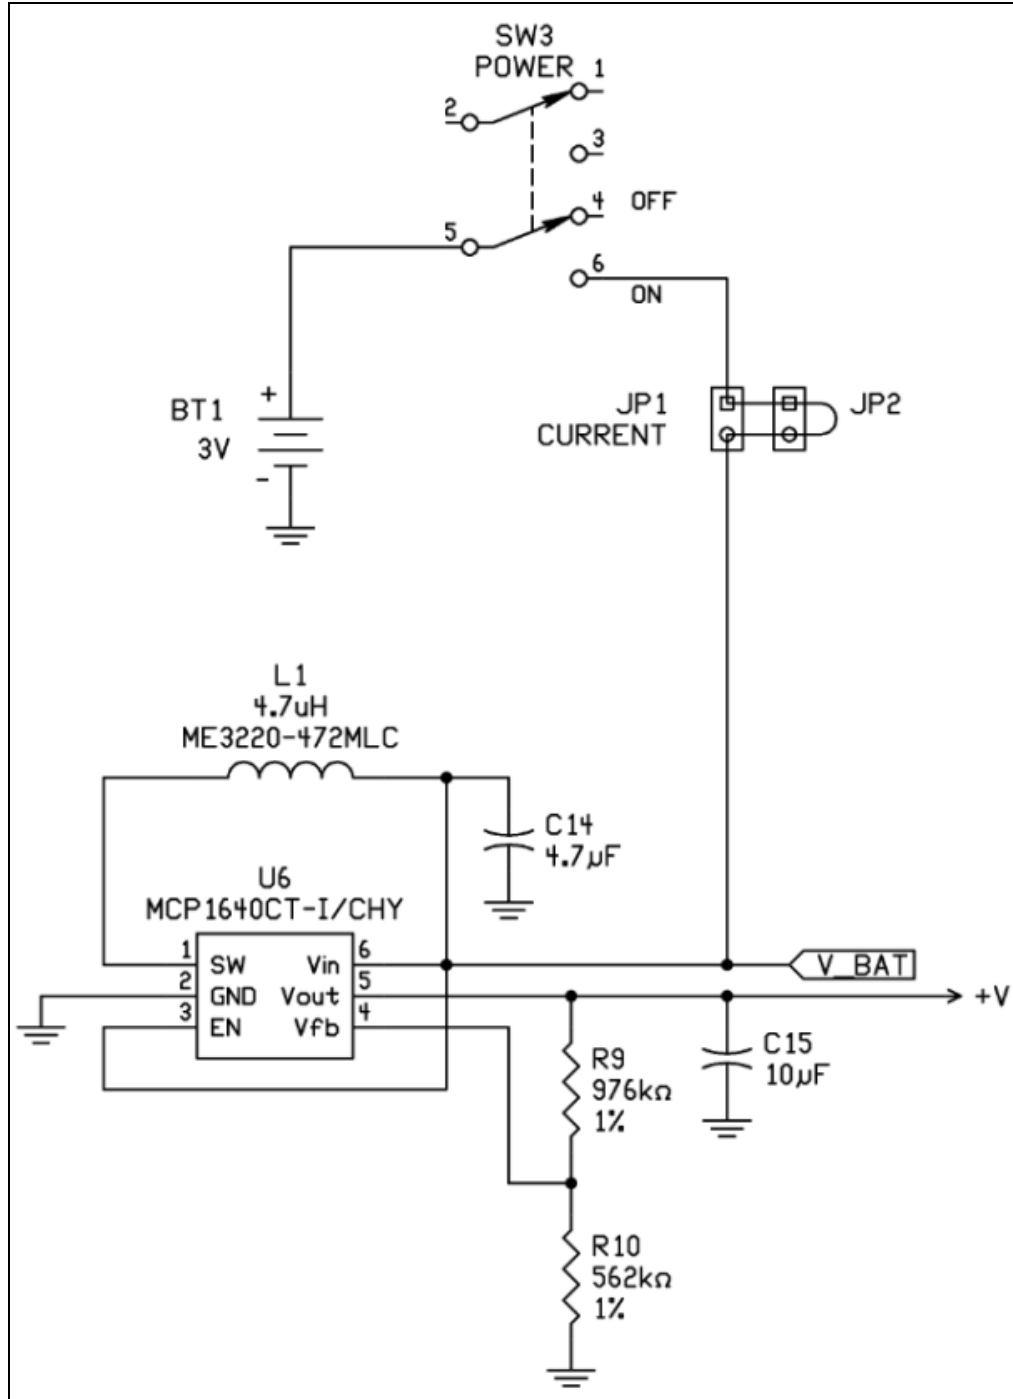 SW3
POWER
1
2
3
4
OFF
5
6
ON
+
BT1
3V
-
JP1
CURRENT
JP2
L1
4.7uH
ME3220-472MLC
C14
4.7µF
U6
MCP1640CT-I/CHY
1
SW
Vin
6
2
GND
Vout
5
3
EN
Vfb
4
V_BAT
+V
R9
976kΩ
1%
C15
10µF
R10
562kΩ
1%